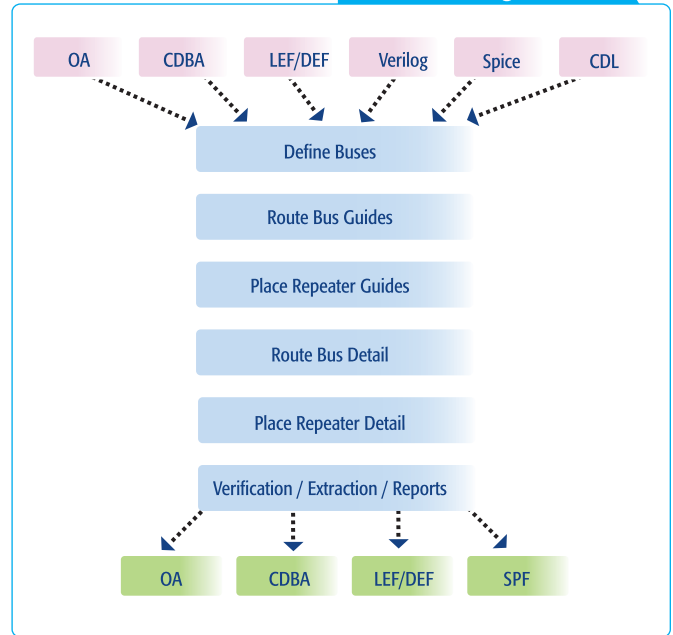 OA CDBA LEF/DEF Verilog Spice CDL
Define Buses
Route Bus Guides
Place Repeater Guides
Route Bus Detail
Place Repeater Detail
Verification / Extraction / Reports
OA CDBA LEF/DEF SPF